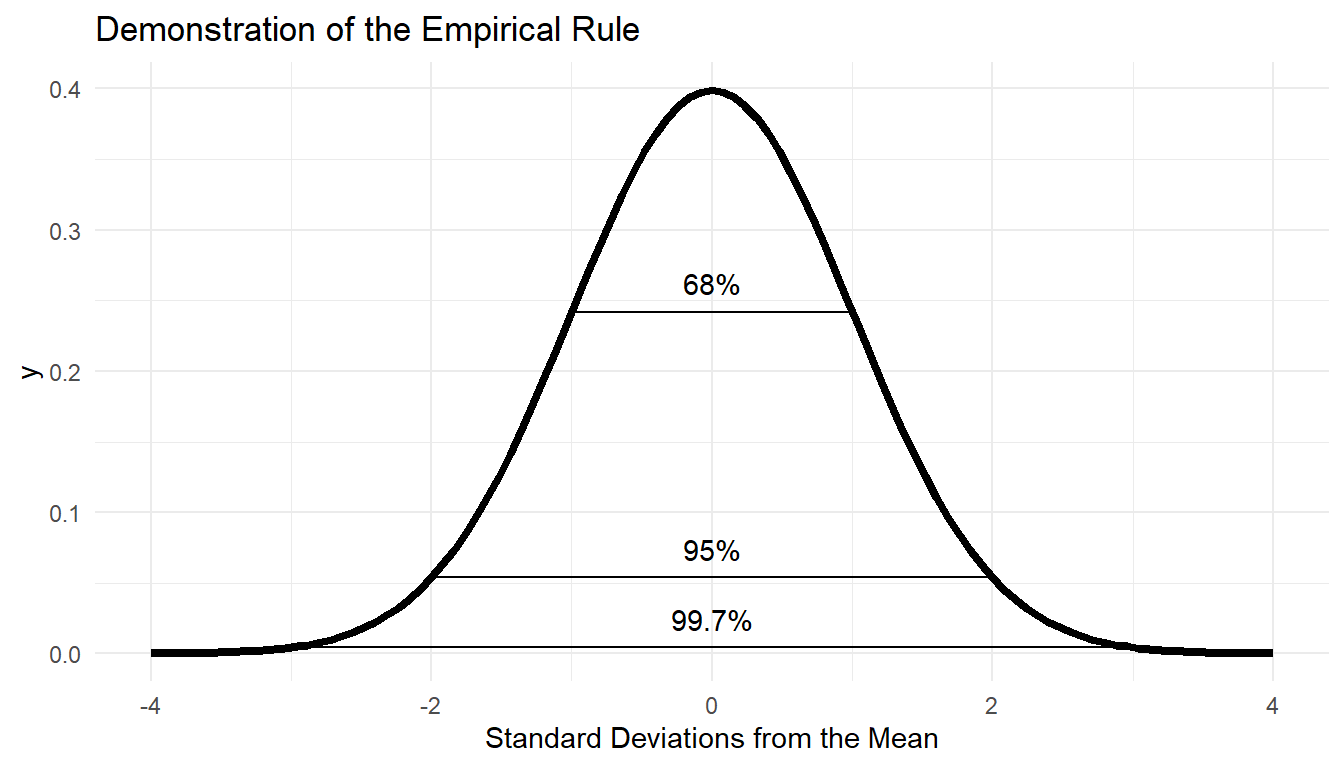 Demonstration of the Empirical Rule
0.4
0.3
68%
y
0.2
0.1
95%
99.7%
0.0
-4 -2 0 2 4
Standard Deviations from the Mean